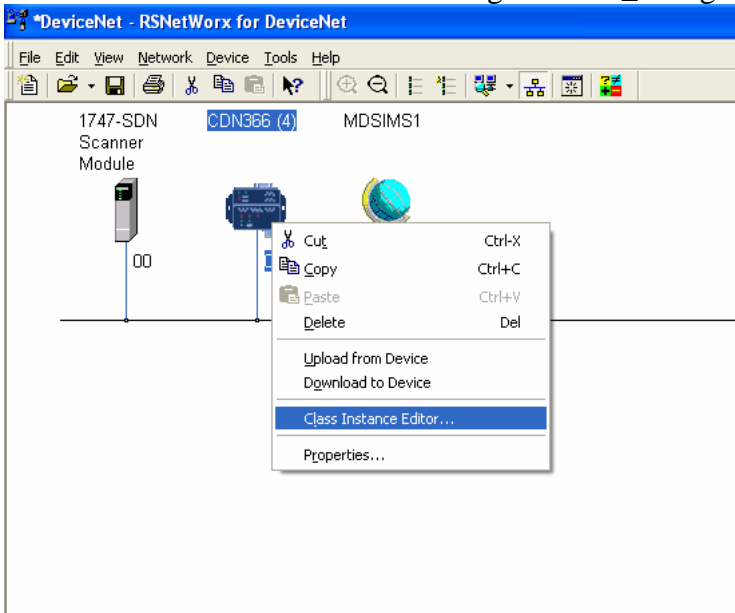 *DeviceNet - RSNetWorx for DeviceNet
File Edit View Network Device Tools Help
1747-SDN
Scanner
Module
CDN366 (4)
MDSIMS1
00
Cut Ctrl-X
Copy Ctrl+C
Paste Ctrl+V
Delete Del
Upload from Device
Download to Device
Class Instance Editor...
Properties...